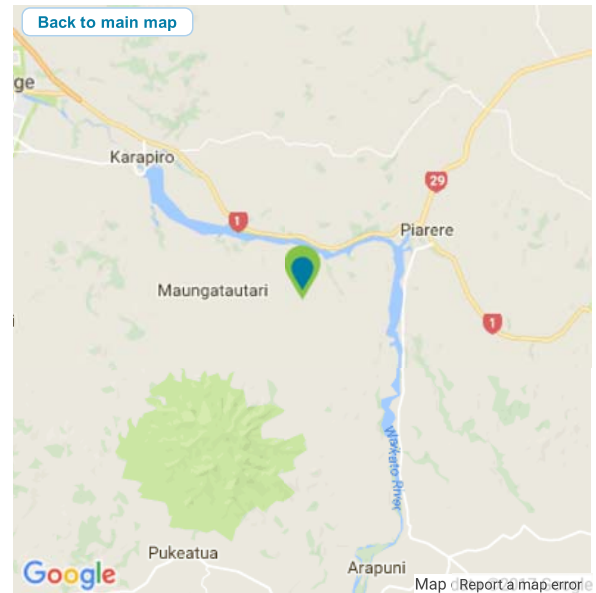 Back to main map
ge
Karapiro
29
1
Piarere
Maungatautari
i
1
Waikato River
Pukeatua
Arapuni
Google
Map
Report a map error